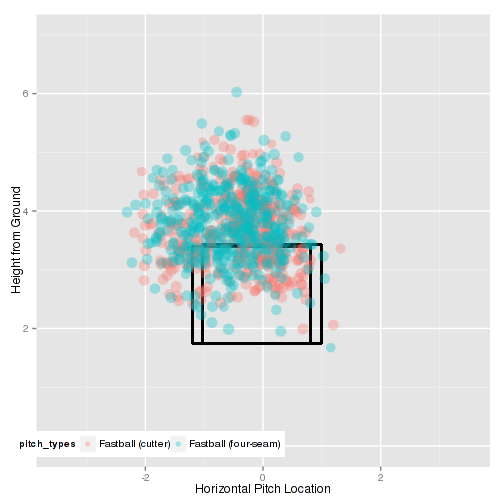 Height from Ground
6
4
2
pitch_types Fastball (cutter) Fastball (four-seam)
-2 0 2
Horizontal Pitch Location